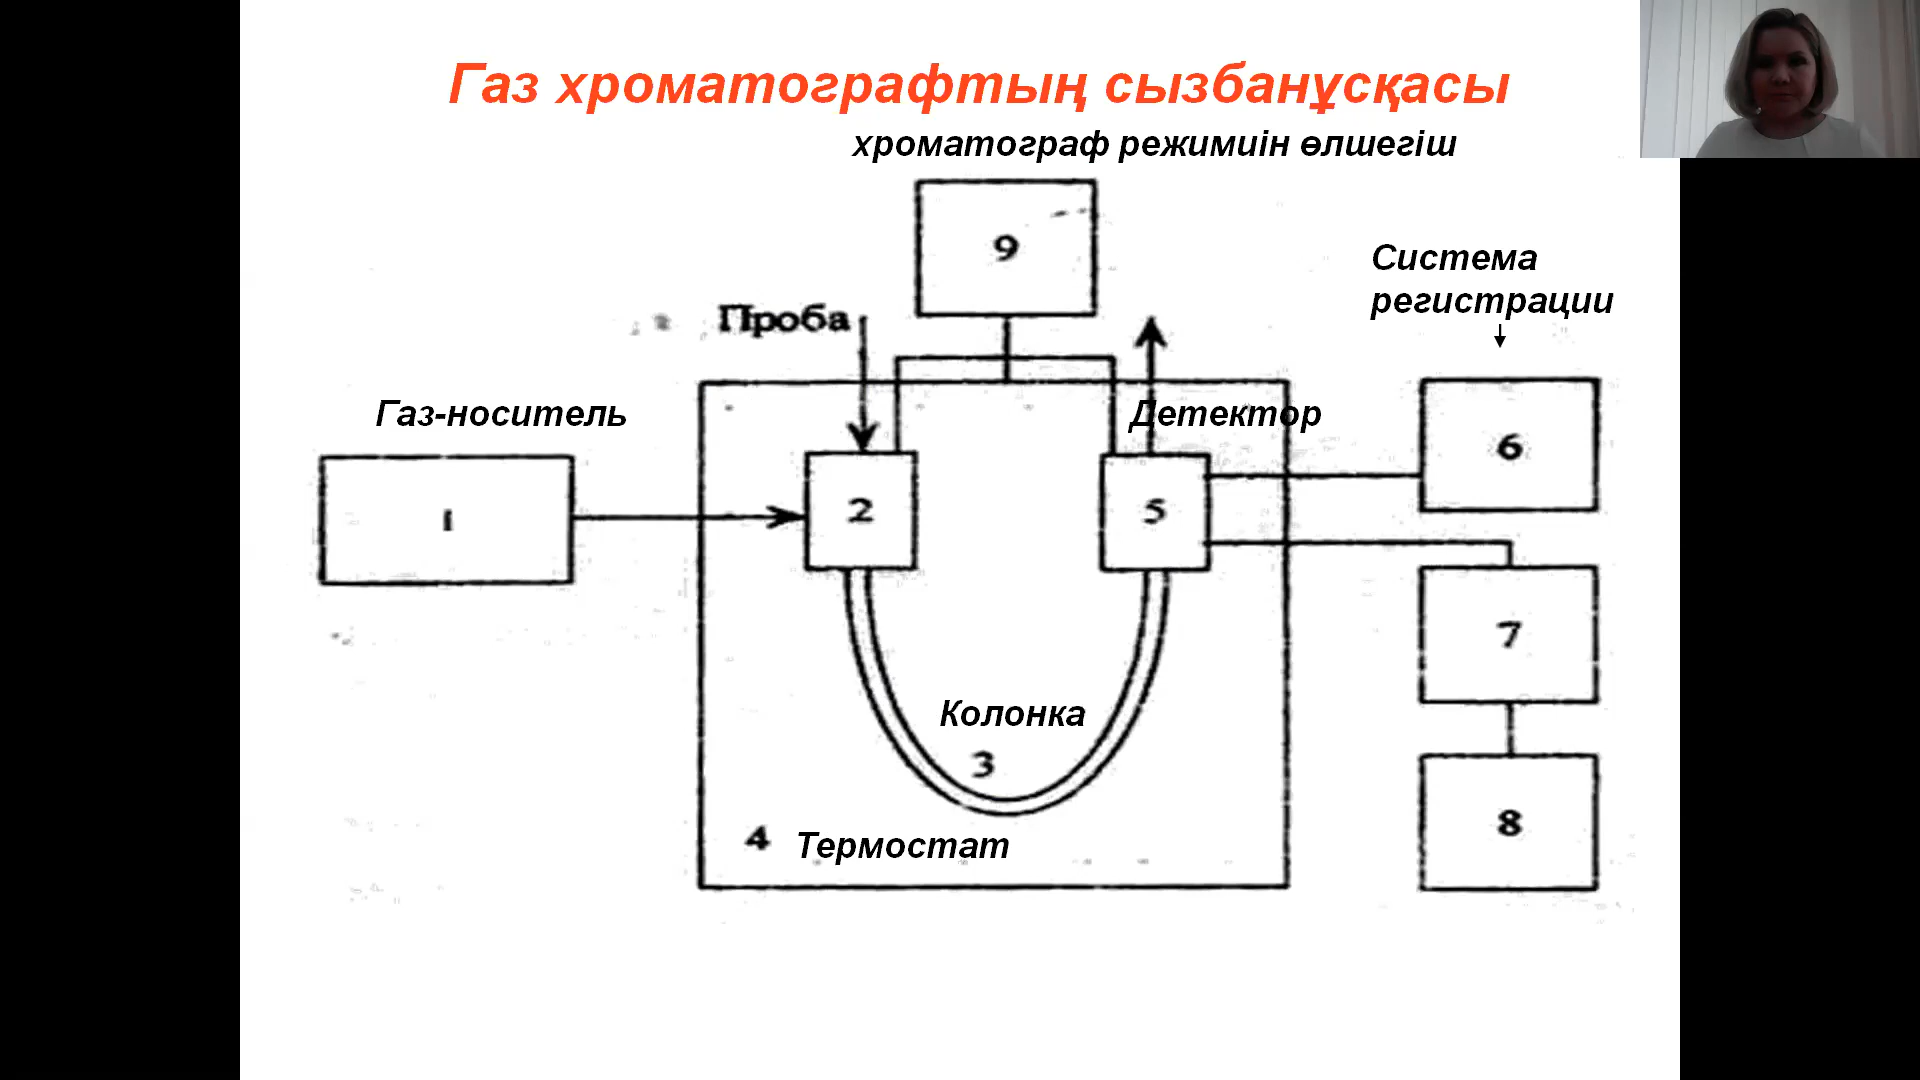 Газ хроматографтың сызбанұсқасы
хроматограф режимиін өлшегіш
9
Система
регистрации
Проба
Газ-носитель
Детектор
6
1
2
5
7
Колонка
3
8
4 Термостат